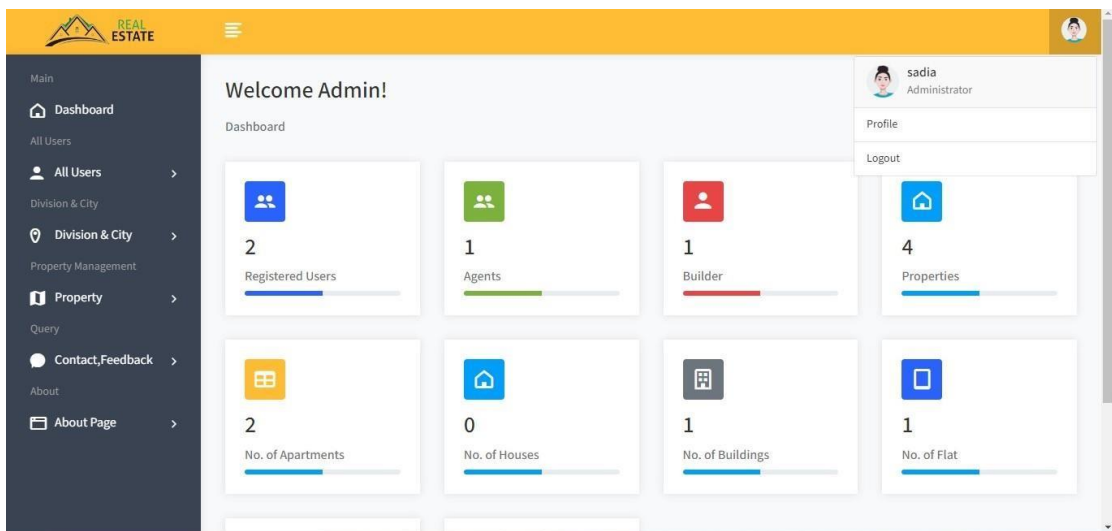 REAL
ESTATE
Main
Dashboard
All Users
All Users
Division & City
Division & City
Property Management
Property
Query
Contact,Feedback
About
About Page
Welcome Admin!
Dashboard
sadia
Administrator
Profile
Logout
2
Registered Users
1
Agents
1
Builder
4
Properties
2
No. of Apartments
0
No. of Houses
1
No. of Buildings
1
No. of Flat